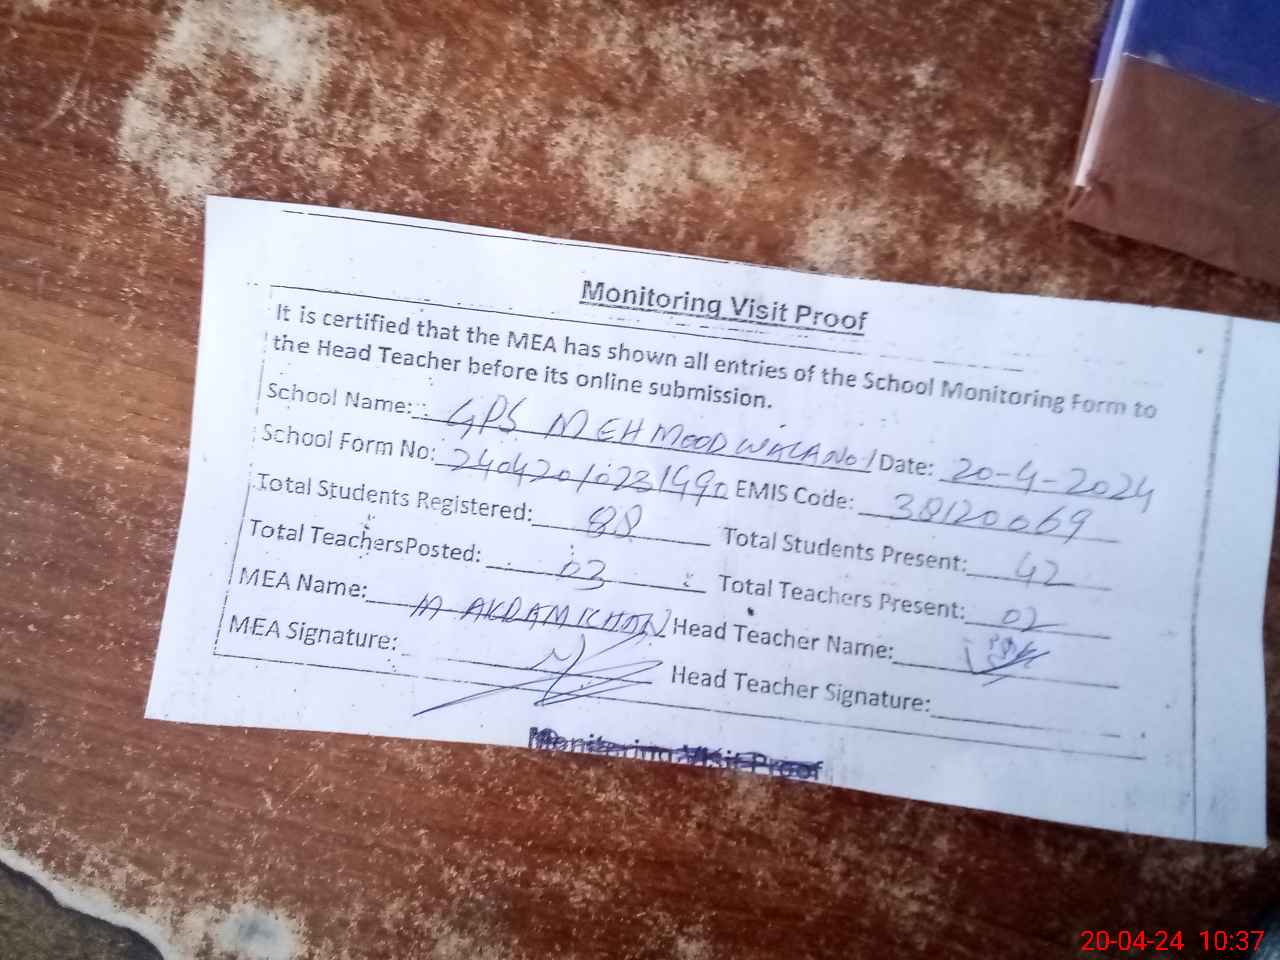 Monitoring Visit Proof
It is certified that the MEA has shown all entries of the School Monitoring Form to
the Head Teacher before its online submission.
School Name: GPS MEHMOOD WALA NO 1 Date: 20-4-2024
School Form No: EMIS Code: 38120069
Total Students Registered: 88 Total Students Present: 42
Total TeachersPosted: 03 Total Teachers Present: 02
MEA Name: Head Teacher Name:
MEA Signature: Head Teacher Signature:
Monitoring Visit Proof
20-04-24 10:37